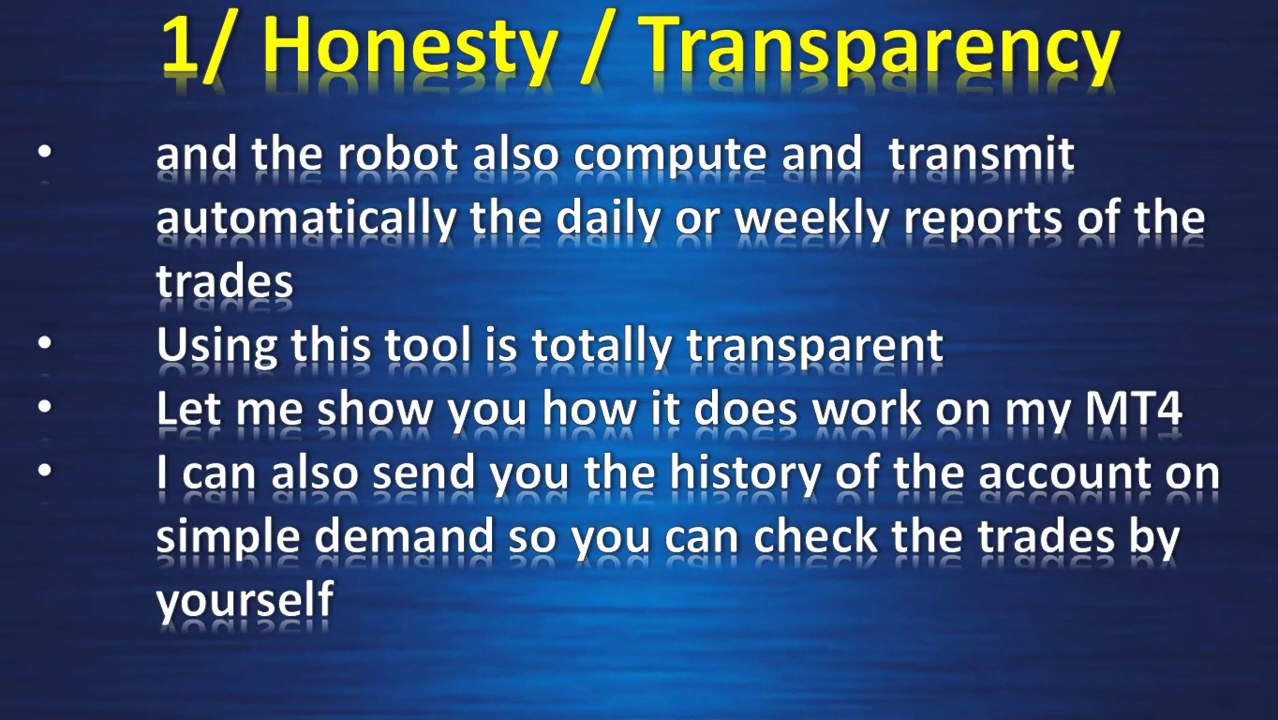 1/ Honesty / Transparency
• and the robot also compute and  transmit
automatically the daily or weekly reports of the
trades
• Using this tool is totally transparent
• Let me show you how it does work on my MT4
• I can also send you the history of the account on
simple demand so you can check the trades by
yourself